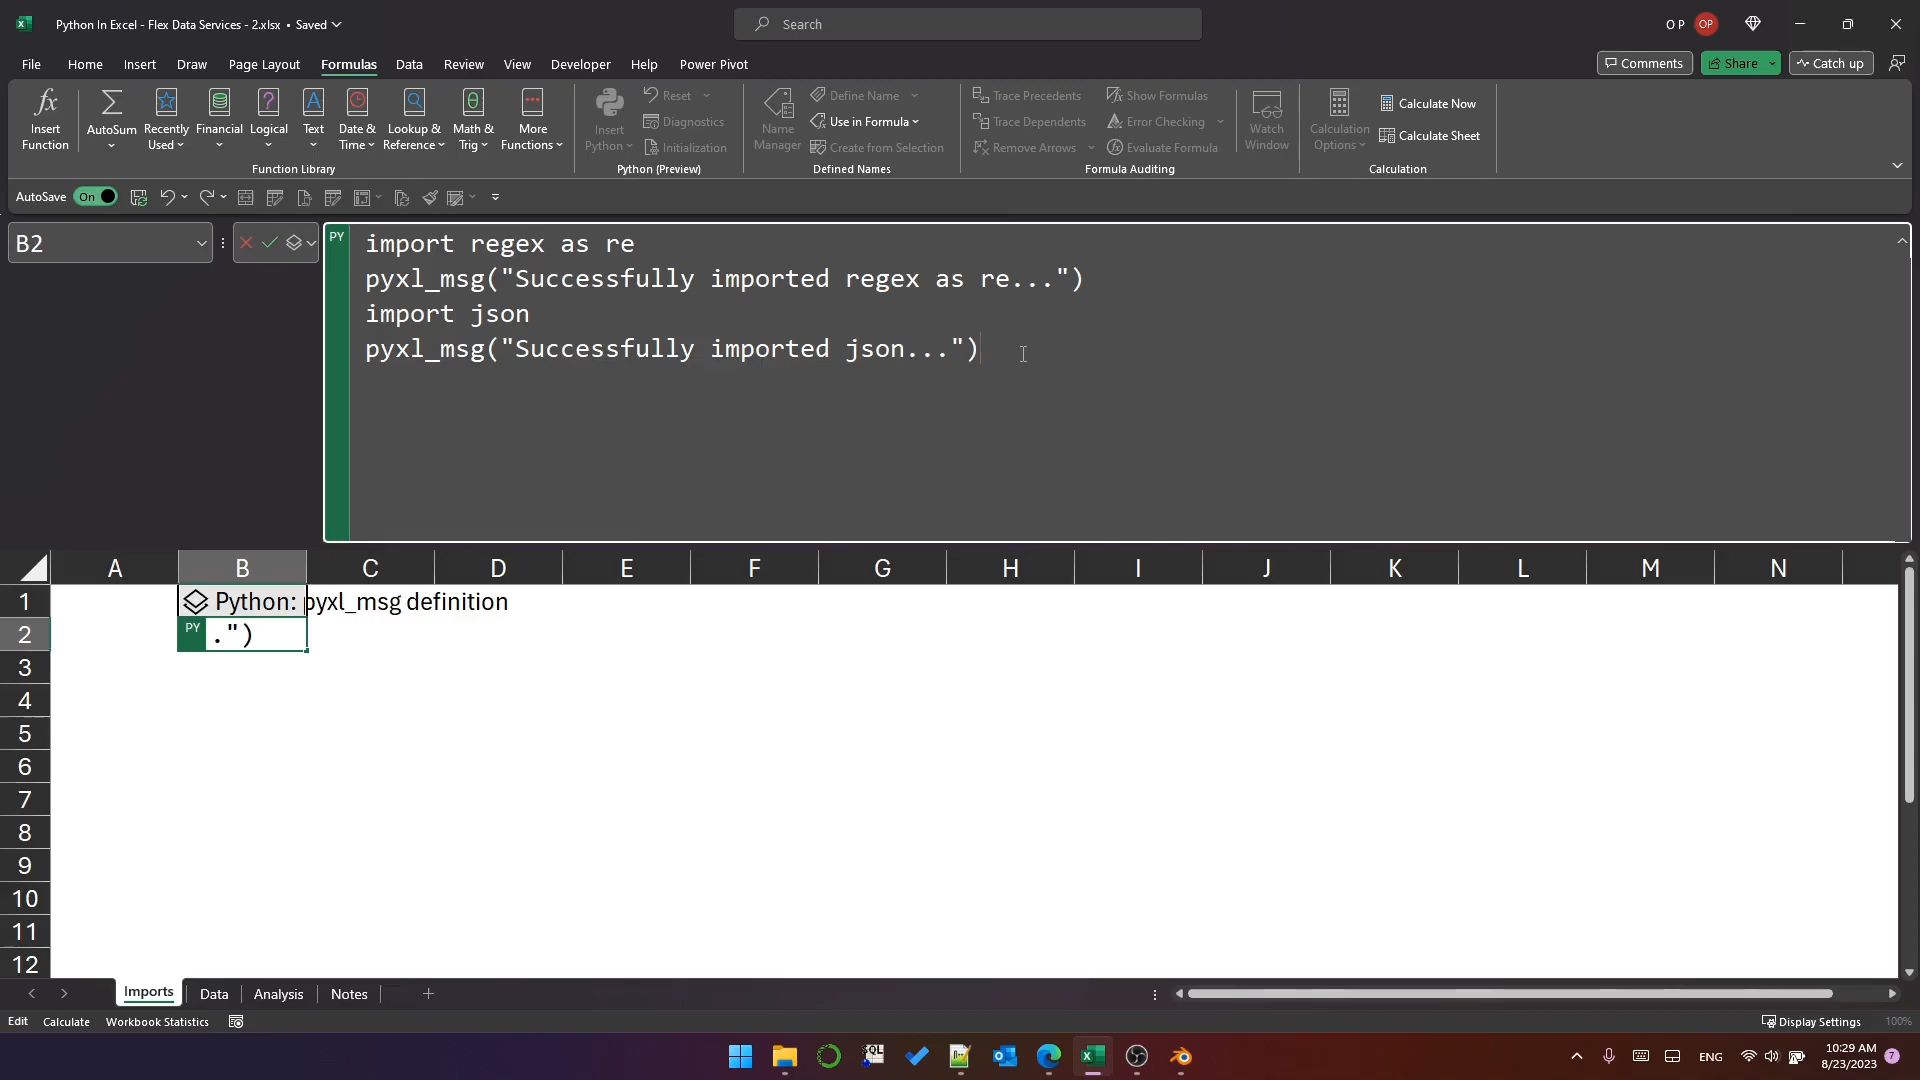 Python In Excel - Flex Data Services - 2.xlsx • Saved
Search
O P
OP
File Home Insert Draw Page Layout Formulas Data Review View Developer Help Power Pivot
Comments
Share
Catch up
Insert Function
AutoSum
Recently Used
Financial
Logical
Text
Date & Time
Lookup & Reference
Math & Trig
More Functions
Function Library
Insert Python
Reset
Diagnostics
Initialization
Python (Preview)
Name Manager
Define Name
Use in Formula
Create from Selection
Defined Names
Trace Precedents
Trace Dependents
Remove Arrows
Show Formulas
Error Checking
Evaluate Formula
Formula Auditing
Watch Window
Calculation Options
Calculate Now
Calculate Sheet
Calculation
AutoSave On
B2
PY
import regex as re
pyxl_msg("Successfully imported regex as re...")
import json
pyxl_msg("Successfully imported json...")
A B C D E F G H I J K L M N
1 Python: pyxl_msg definition
2 PY .")
3
4
5
6
7
8
9
10
11
12
Imports Data Analysis Notes
Edit Calculate Workbook Statistics
Display Settings 100%
SQL
ENG
10:29 AM
8/23/2023
7